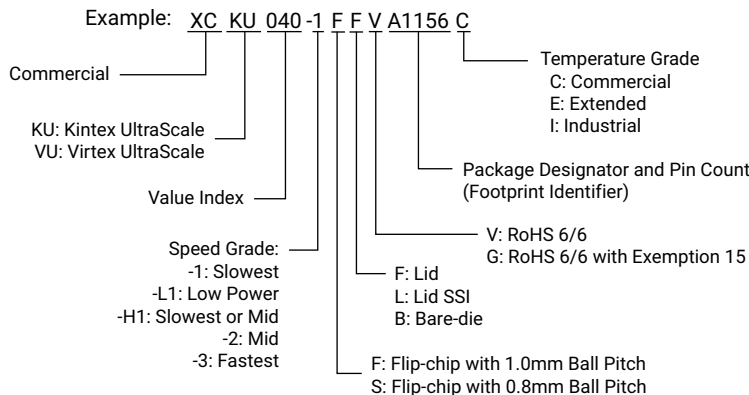 Example: XC KU 040 -1 F F V A1156 C
Commercial
Temperature Grade
C: Commercial
E: Extended
I: Industrial
KU: Kintex UltraScale
VU: Virtex UltraScale
Package Designator and Pin Count
(Footprint Identifier)
Value Index
V: RoHS 6/6
G: RoHS 6/6 with Exemption 15
Speed Grade:
-1: Slowest
-L1: Low Power
-H1: Slowest or Mid
-2: Mid
-3: Fastest
F: Lid
L: Lid SSI
B: Bare-die
F: Flip-chip with 1.0mm Ball Pitch
S: Flip-chip with 0.8mm Ball Pitch